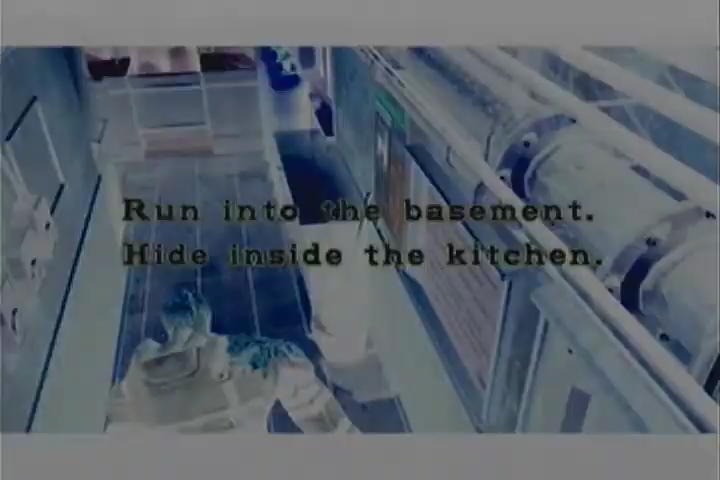 Run into the basement.
Hide inside the kitchen.